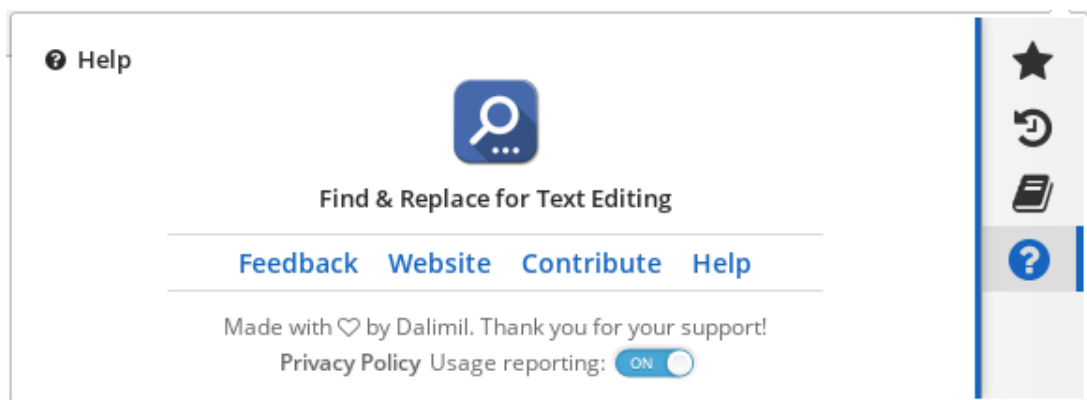 Help
Find & Replace for Text Editing
Feedback Website Contribute Help
Made with ♡ by Dalimil. Thank you for your support!
Privacy Policy Usage reporting: ON